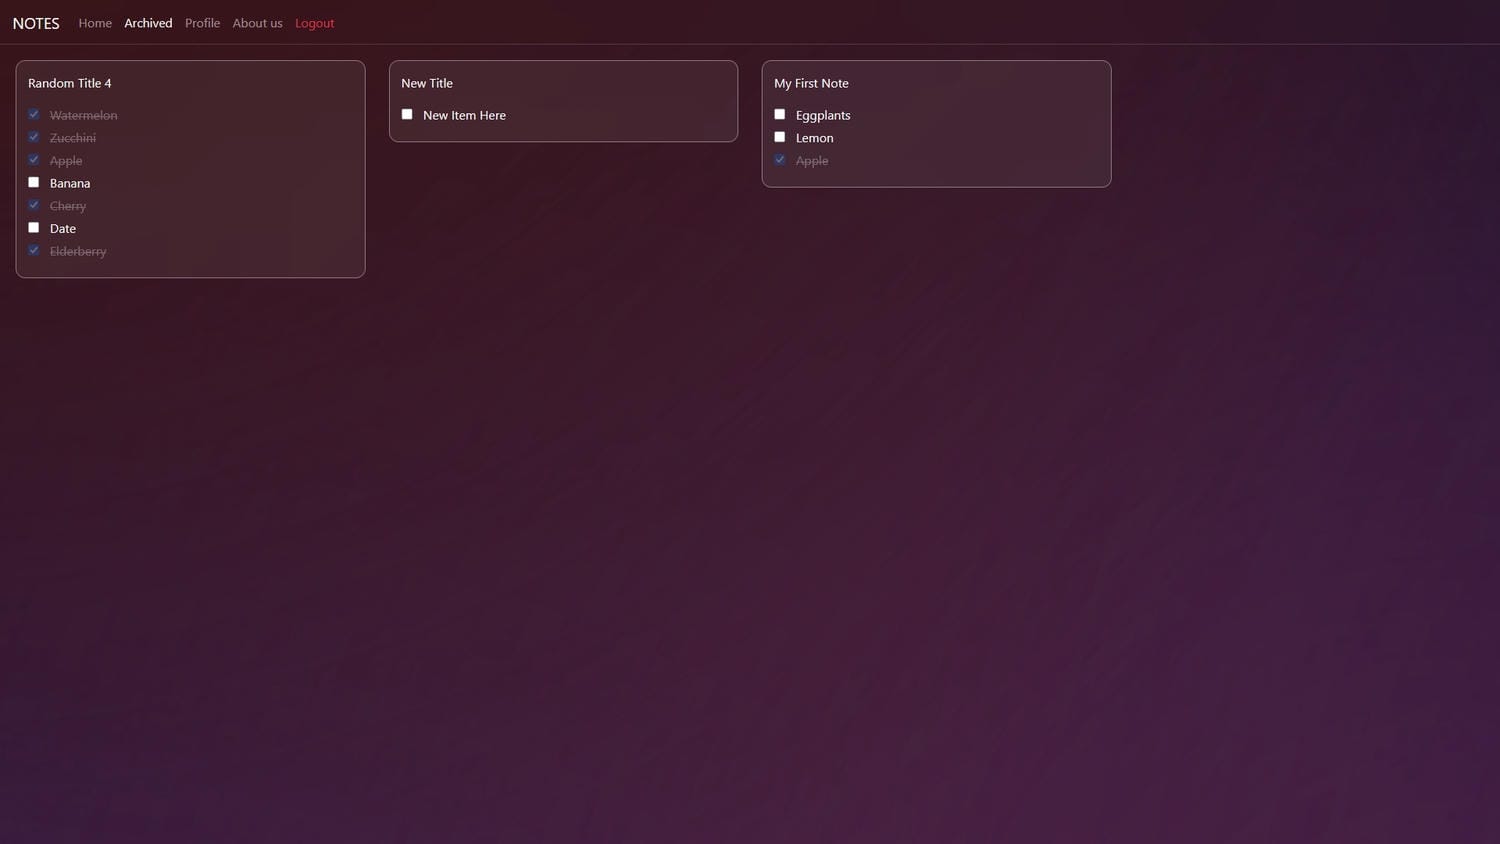 NOTES Home Archived Profile About us Logout
Random Title 4
Watermelon
Zucchini
Apple
Banana
Cherry
Date
Elderberry
New Title
New Item Here
My First Note
Eggplants
Lemon
Apple